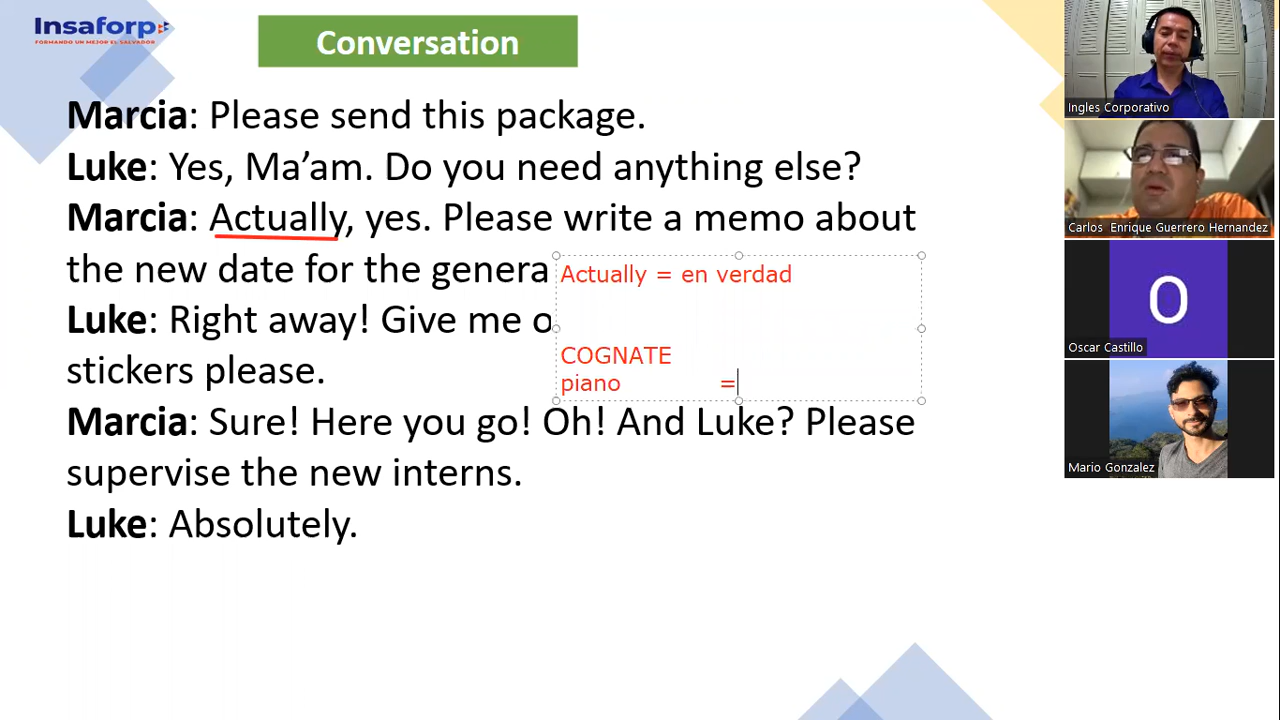 Insaforp
FORMANDO UN MEJOR EL SALVADOR
Conversation
Marcia: Please send this package.
Luke: Yes, Ma’am. Do you need anything else?
Marcia: Actually, yes. Please write a memo about
the new date for the genera
Luke: Right away! Give me o
stickers please.
Marcia: Sure! Here you go! Oh! And Luke? Please
supervise the new interns.
Luke: Absolutely.
Actually = en verdad
COGNATE
piano =
Ingles Corporativo
Carlos Enrique Guerrero Hernandez
O
Oscar Castillo
Mario Gonzalez